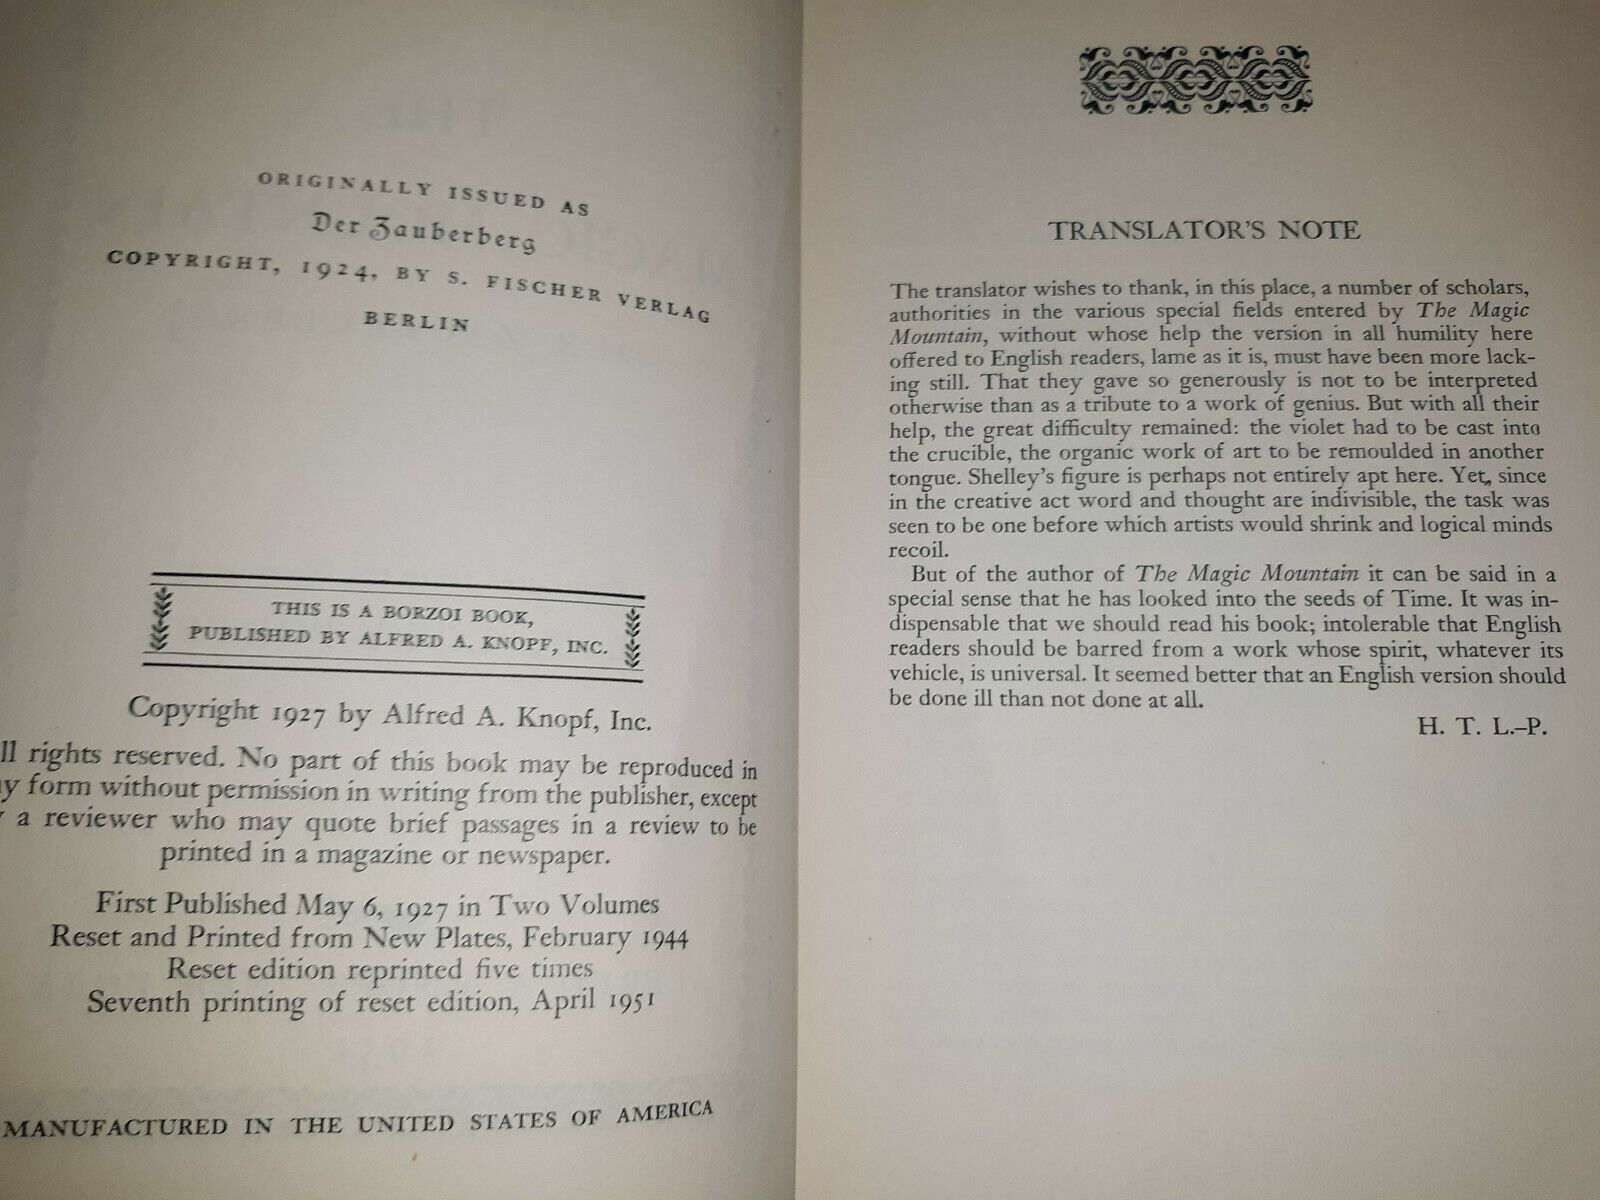 ORIGINALLY ISSUED AS
Der Zauberberg
COPYRIGHT, 1924, BY S. FISCHER VERLAG
BERLIN
THIS IS A BORZOI BOOK,
PUBLISHED BY ALFRED A. KNOPF, INC.
Copyright 1927 by Alfred A. Knopf, Inc.
ll rights reserved. No part of this book may be reproduced in
y form without permission in writing from the publisher, except
a reviewer who may quote brief passages in a review to be
printed in a magazine or newspaper.
First Published May 6, 1927 in Two Volumes
Reset and Printed from New Plates, February 1944
Reset edition reprinted five times
Seventh printing of reset edition, April 1951
MANUFACTURED IN THE UNITED STATES OF AMERICA
TRANSLATOR'S NOTE
The translator wishes to thank, in this place, a number of scholars,
authorities in the various special fields entered by The Magic
Mountain, without whose help the version in all humility here
offered to English readers, lame as it is, must have been more lack-
ing still. That they gave so generously is not to be interpreted
otherwise than as a tribute to a work of genius. But with all their
help, the great difficulty remained: the violet had to be cast into
the crucible, the organic work of art to be remoulded in another
tongue. Shelley's figure is perhaps not entirely apt here. Yet, since
in the creative act word and thought are indivisible, the task was
seen to be one before which artists would shrink and logical minds
recoil.
But of the author of The Magic Mountain it can be said in a
special sense that he has looked into the seeds of Time. It was in-
dispensable that we should read his book; intolerable that English
readers should be barred from a work whose spirit, whatever its
vehicle, is universal. It seemed better that an English version should
be done ill than not done at all.
H. T. L.-P.